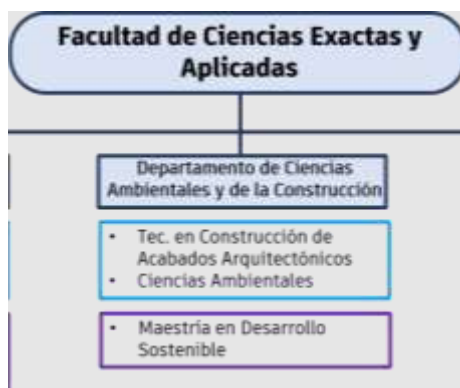 Facultad de Ciencias Exactas y
Aplicadas
Departamento de Ciencias
Ambientales y de la Construcción
• Tec. en Construcción de
Acabados Arquitectónicos
• Ciencias Ambientales
• Maestría en Desarrollo
Sostenible